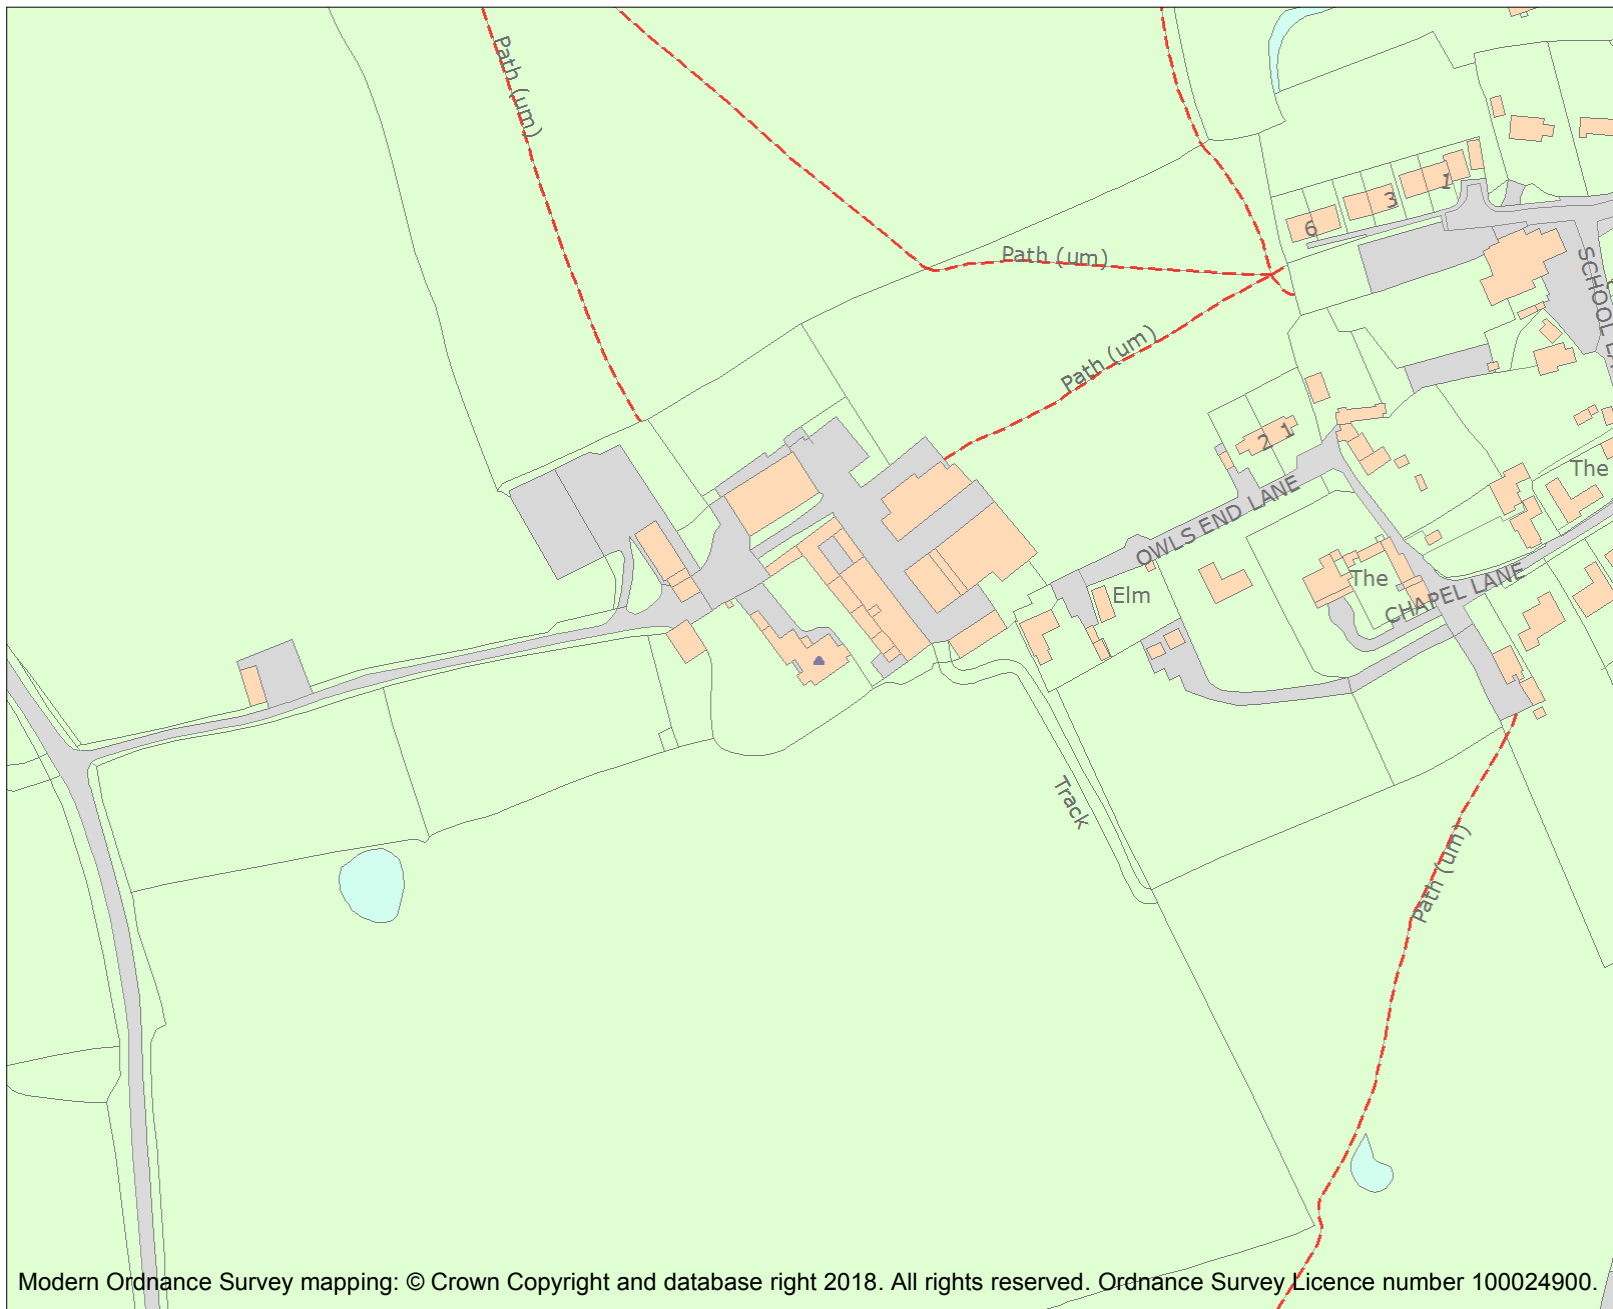 Path (um)
1
3
6
Path (um)
SCHOOL
Path (um)
2 1
The
OWLS END LANE
The
Elm
CHAPEL LANE
Track
Path (um)
Modern Ordnance Survey mapping: © Crown Copyright and database right 2018. All rights reserved. Ordnance Survey Licence number 100024900.